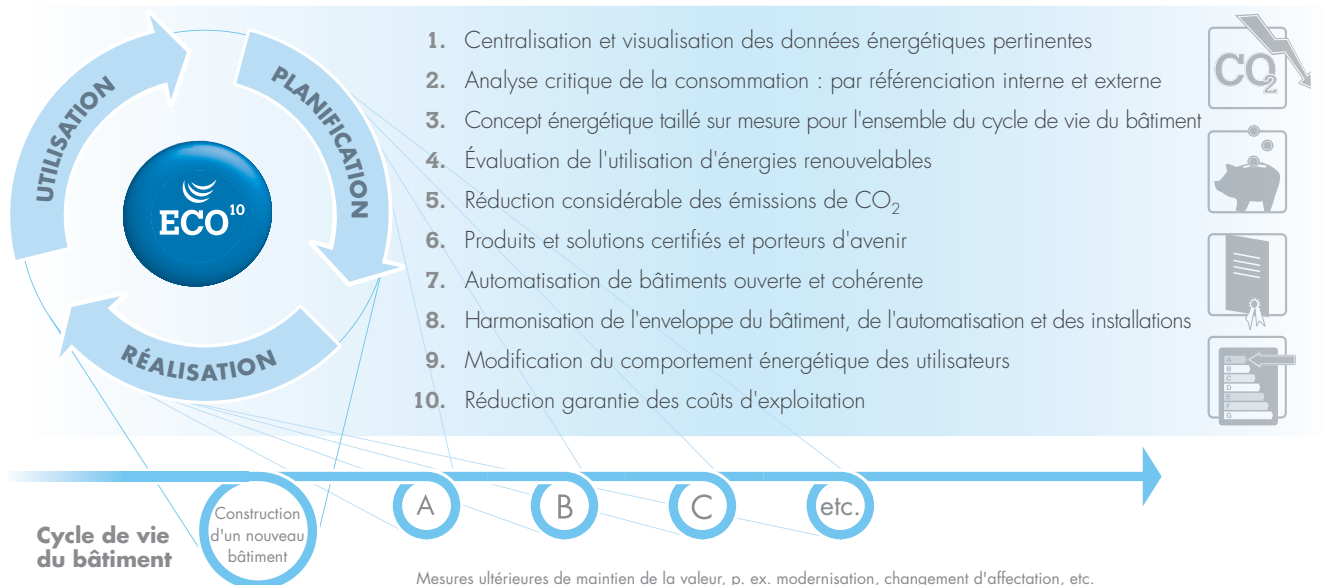 UTILISATION
PLANIFICATION
RÉALISATION
ECO¹⁰
1. Centralisation et visualisation des données énergétiques pertinentes
2. Analyse critique de la consommation : par référenciation interne et externe
3. Concept énergétique taillé sur mesure pour l'ensemble du cycle de vie du bâtiment
4. Évaluation de l'utilisation d'énergies renouvelables
5. Réduction considérable des émissions de CO₂
6. Produits et solutions certifiés et porteurs d'avenir
7. Automatisation de bâtiments ouverte et cohérente
8. Harmonisation de l'enveloppe du bâtiment, de l'automatisation et des installations
9. Modification du comportement énergétique des utilisateurs
10. Réduction garantie des coûts d'exploitation
CO₂
A
B
C
D
E
F
G
Cycle de vie
du bâtiment
Construction
d'un nouveau
bâtiment
A
B
C
etc.
Mesures ultérieures de maintien de la valeur, p. ex. modernisation, changement d'affectation, etc.